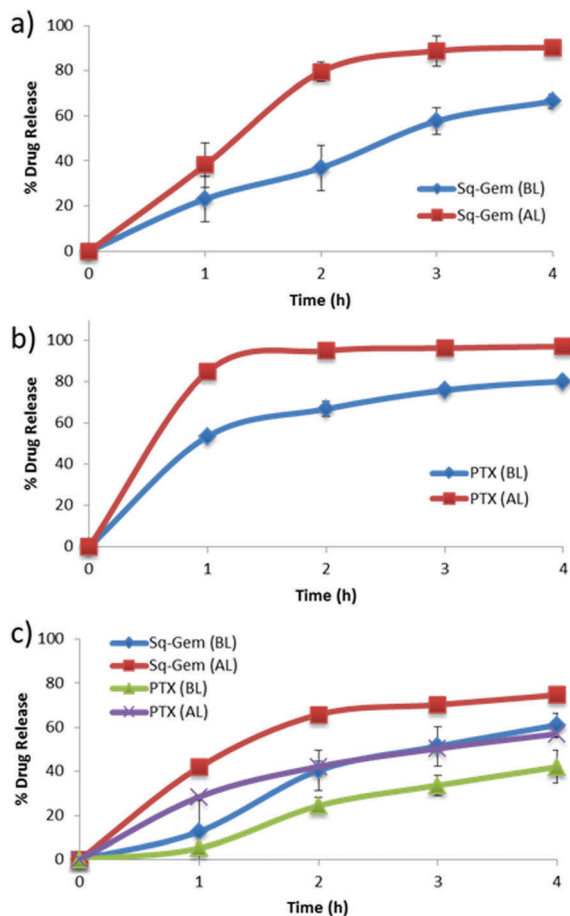 a)
100
80
60
40
20
0
% Drug Release
Sq-Gem (BL)
Sq-Gem (AL)
0 1 2 3 4
Time (h)
b)
100
80
60
40
20
0
% Drug Release
PTX (BL)
PTX (AL)
0 1 2 3 4
Time (h)
c)
100
80
60
40
20
0
% Drug Release
Sq-Gem (BL)
Sq-Gem (AL)
PTX (BL)
PTX (AL)
0 1 2 3 4
Time (h)